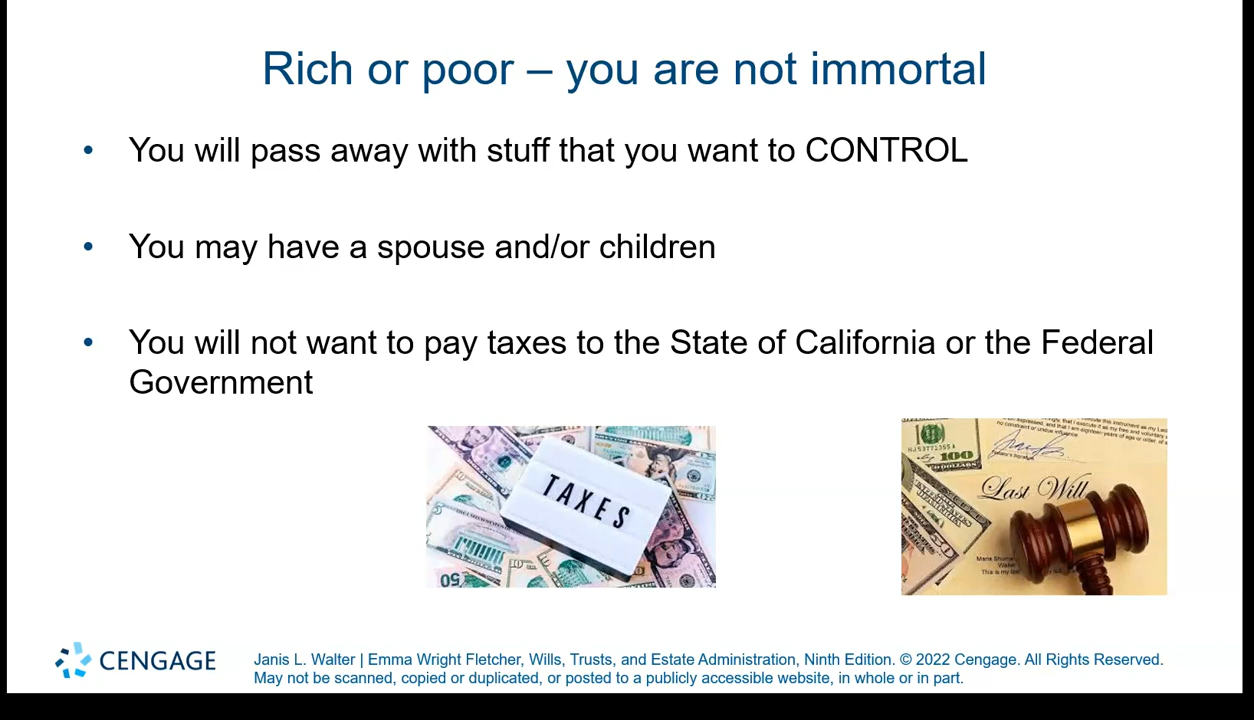 Rich or poor – you are not immortal
• You will pass away with stuff that you want to CONTROL
• You may have a spouse and/or children
• You will not want to pay taxes to the State of California or the Federal
Government
TAXES
100
50
Last Will
CENGAGE
Janis L. Walter | Emma Wright Fletcher, Wills, Trusts, and Estate Administration, Ninth Edition. © 2022 Cengage. All Rights Reserved.
May not be scanned, copied or duplicated, or posted to a publicly accessible website, in whole or in part.